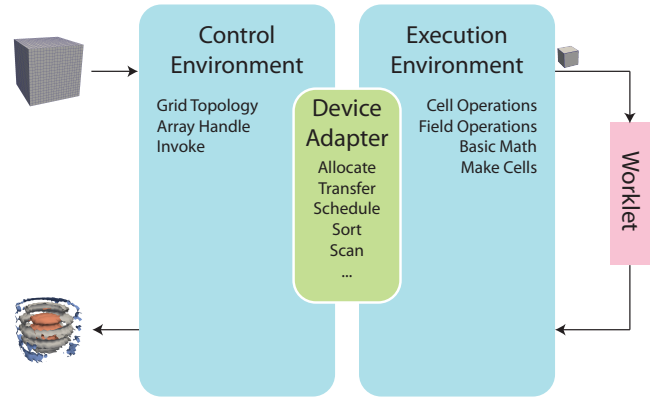 Control
Environment
Grid Topology
Array Handle
Invoke
Device
Adapter
Allocate
Transfer
Schedule
Sort
Scan
...
Execution
Environment
Cell Operations
Field Operations
Basic Math
Make Cells
Worklet